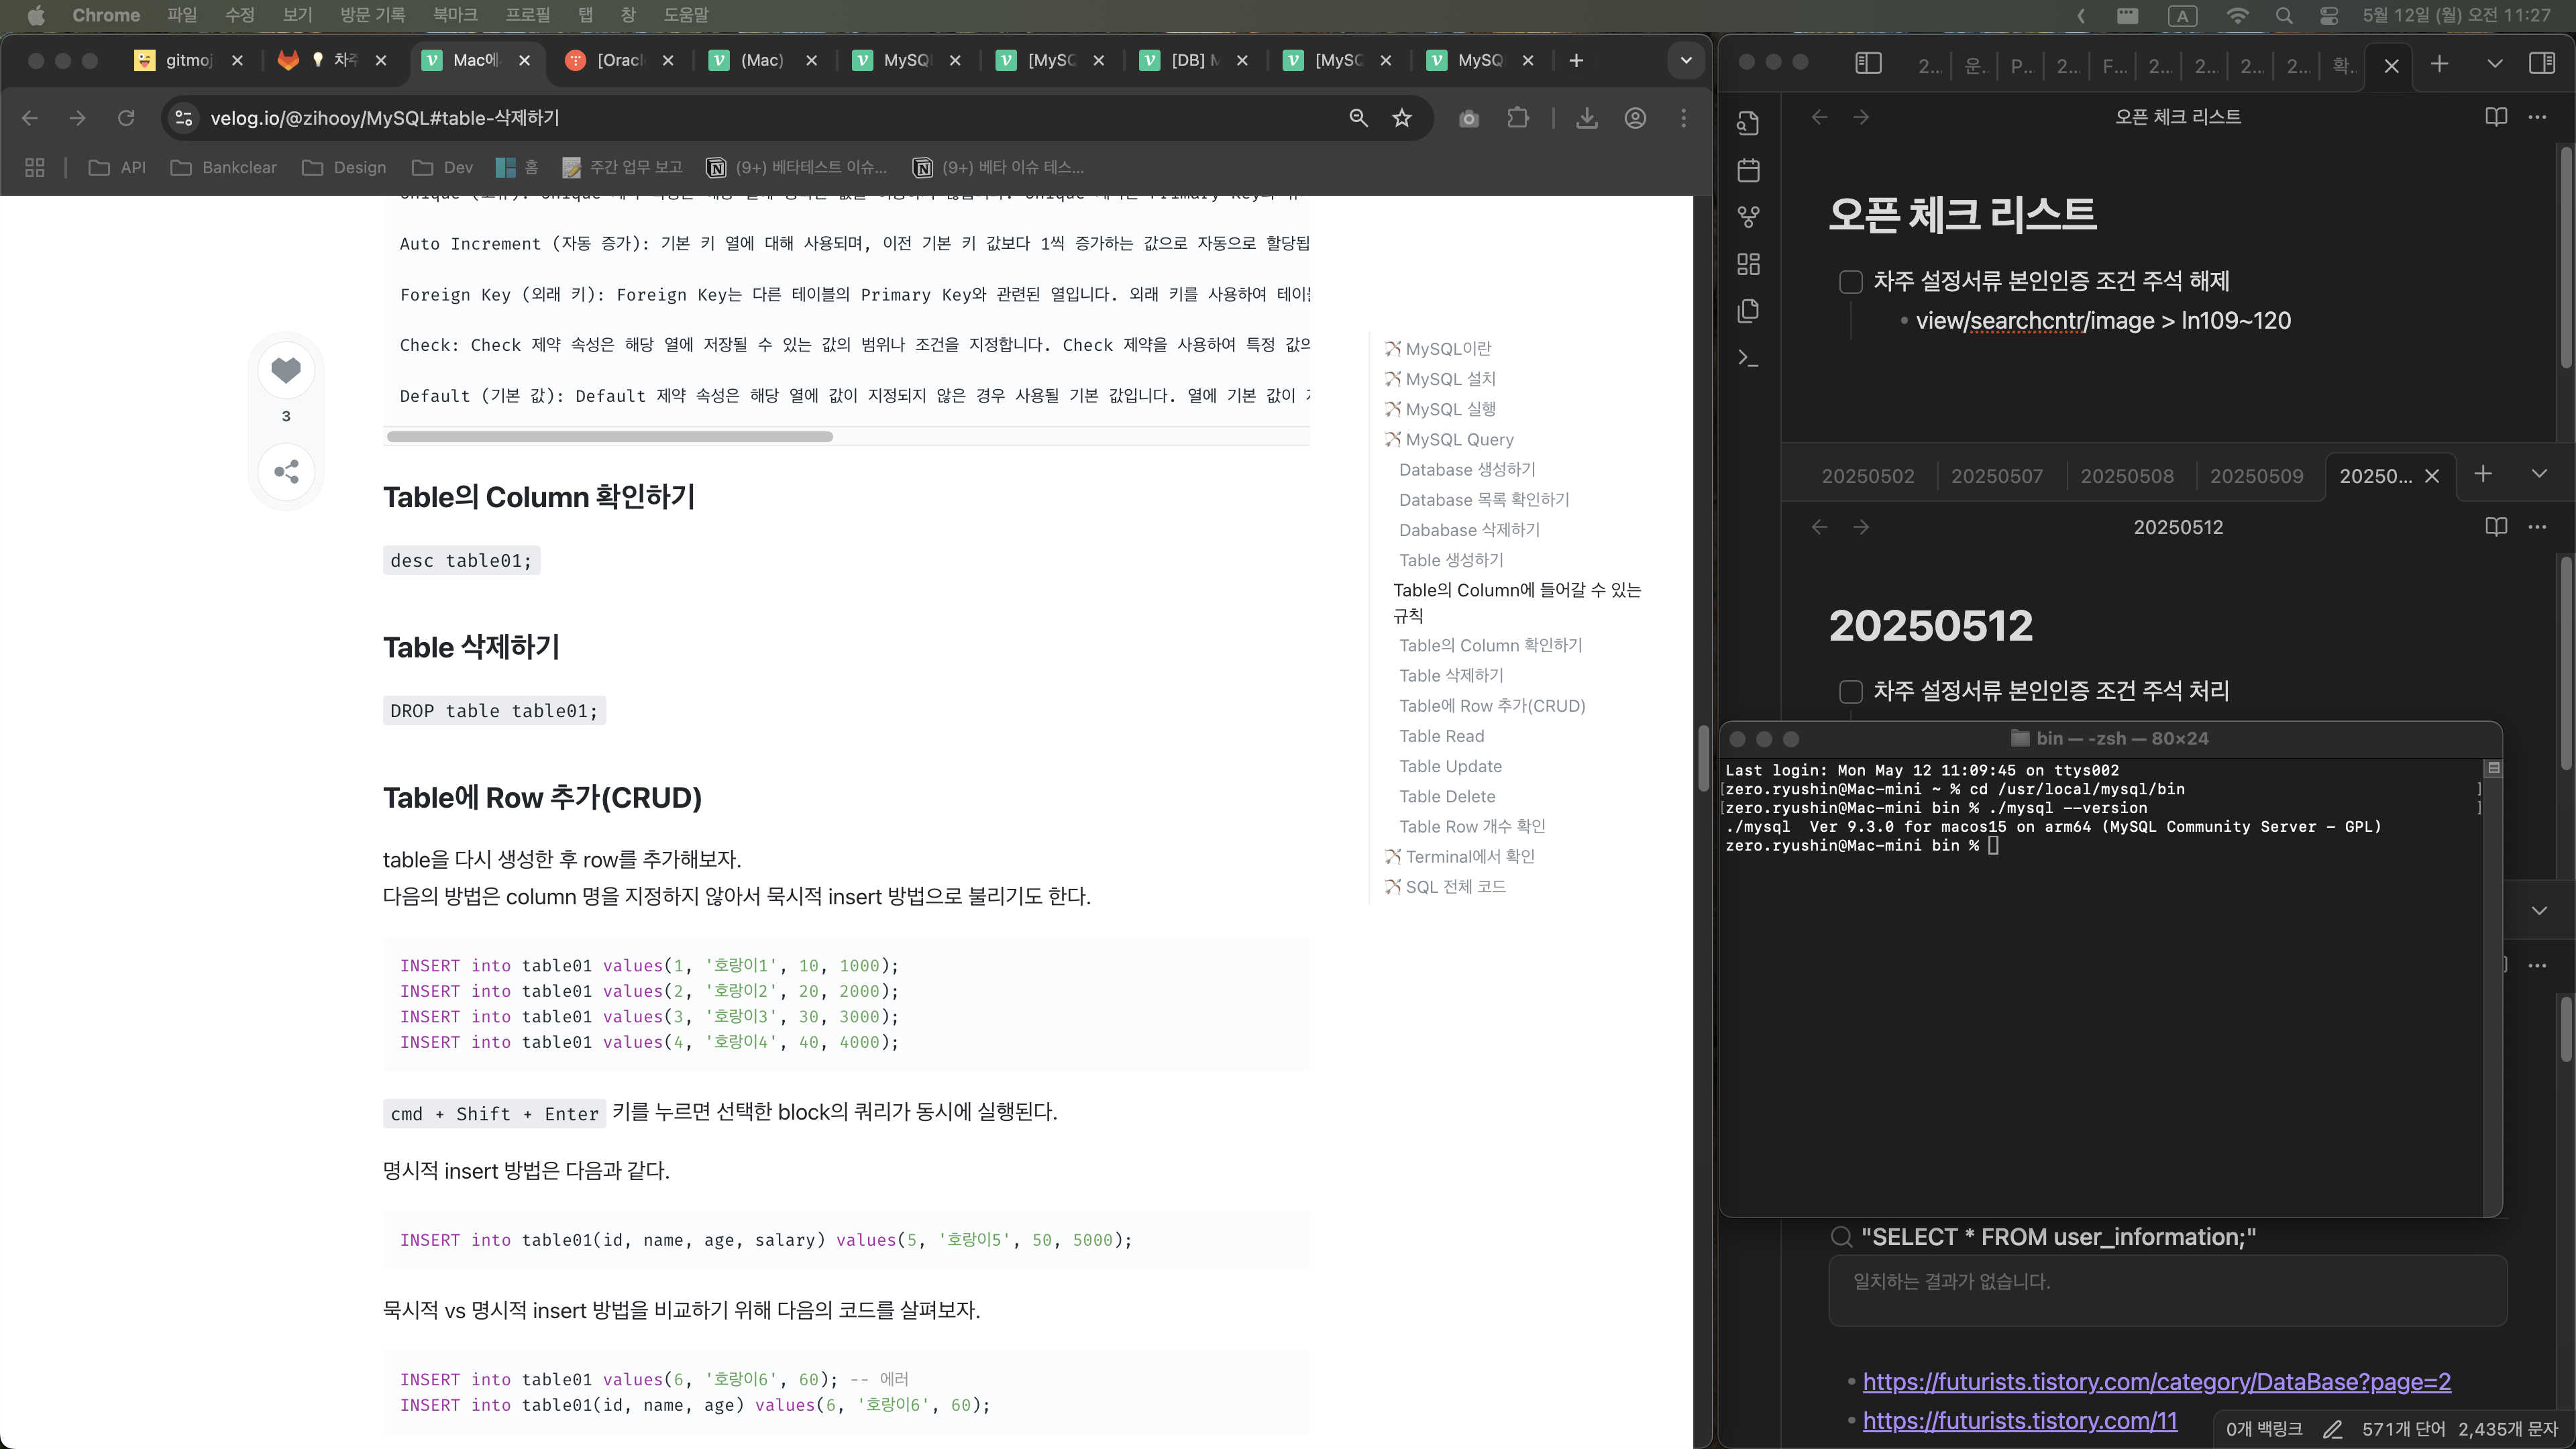 Chrome 파일 수정 보기 방문 기록 북마크 프로필 탭 창 도움말
A 5월 12일 (월) 오전 11:27
gitmoj 차주 Mac에 [Oracl (Mac) MySQ [MySQ [DB] M [MySQ MySQ
velog.io/@zihooy/MySQL#table-삭제하기
API Bankclear Design Dev 홈 주간 업무 보고 (9+) 베타테스트 이슈... (9+) 베타 이슈 테스...
Auto Increment (자동 증가): 기본 키 열에 대해 사용되며, 이전 기본 키 값보다 1씩 증가하는 값으로 자동으로 할당됩
Foreign Key (외래 키): Foreign Key는 다른 테이블의 Primary Key와 관련된 열입니다. 외래 키를 사용하여 테이블
Check: Check 제약 속성은 해당 열에 저장될 수 있는 값의 범위나 조건을 지정합니다. Check 제약을 사용하여 특정 값의
Default (기본 값): Default 제약 속성은 해당 열에 값이 지정되지 않은 경우 사용될 기본 값입니다. 열에 기본 값이
3
Table의 Column 확인하기
desc table01;
Table 삭제하기
DROP table table01;
Table에 Row 추가(CRUD)
table을 다시 생성한 후 row를 추가해보자.
다음의 방법은 column 명을 지정하지 않아서 묵시적 insert 방법으로 불리기도 한다.
INSERT into table01 values(1, '호랑이1', 10, 1000);
INSERT into table01 values(2, '호랑이2', 20, 2000);
INSERT into table01 values(3, '호랑이3', 30, 3000);
INSERT into table01 values(4, '호랑이4', 40, 4000);
cmd + Shift + Enter 키를 누르면 선택한 block의 쿼리가 동시에 실행된다.
명시적 insert 방법은 다음과 같다.
INSERT into table01(id, name, age, salary) values(5, '호랑이5', 50, 5000);
묵시적 vs 명시적 insert 방법을 비교하기 위해 다음의 코드를 살펴보자.
INSERT into table01 values(6, '호랑이6', 60); -- 에러
INSERT into table01(id, name, age) values(6, '호랑이6', 60);
MySQL이란
MySQL 설치
MySQL 실행
MySQL Query
Database 생성하기
Database 목록 확인하기
Dababase 삭제하기
Table 생성하기
Table의 Column에 들어갈 수 있는
규칙
Table의 Column 확인하기
Table 삭제하기
Table에 Row 추가(CRUD)
Table Read
Table Update
Table Delete
Table Row 개수 확인
Terminal에서 확인
SQL 전체 코드
2... 운. P... 2... F... 2... 2... 2... 2... 확.
오픈 체크 리스트
오픈 체크 리스트
차주 설정서류 본인인증 조건 주석 해제
view/searchcntr/image > ln109~120
20250502 20250507 20250508 20250509 20250...
20250512
20250512
차주 설정서류 본인인증 조건 주석 처리
bin — -zsh — 80×24
Last login: Mon May 12 11:09:45 on ttys002
[zero.ryushin@Mac-mini ~ % cd /usr/local/mysql/bin ]
[zero.ryushin@Mac-mini bin % ./mysql --version ]
./mysql  Ver 9.3.0 for macos15 on arm64 (MySQL Community Server - GPL)
zero.ryushin@Mac-mini bin %
"SELECT * FROM user_information;"
일치하는 결과가 없습니다.
https://futurists.tistory.com/category/DataBase?page=2
https://futurists.tistory.com/11
0개 백링크 571개 단어 2,435개 문자